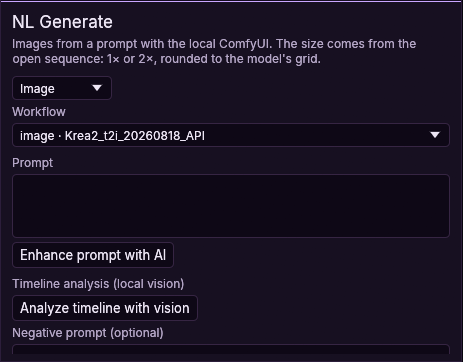 NL Generate
Images from a prompt with the local ComfyUI. The size comes from the
open sequence: 1× or 2×, rounded to the model's grid.
Image
Workflow
image · Krea2_t2i_20260818_API
Prompt
Enhance prompt with AI
Timeline analysis (local vision)
Analyze timeline with vision
Negative prompt (optional)